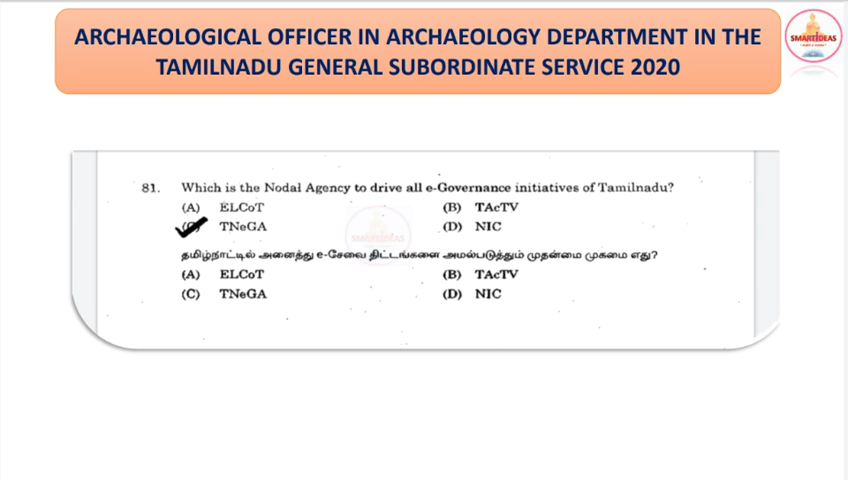 ARCHAEOLOGICAL OFFICER IN ARCHAEOLOGY DEPARTMENT IN THE
TAMILNADU GENERAL SUBORDINATE SERVICE 2020
SMARTIDEAS
81. Which is the Nodal Agency to drive all e-Governance initiatives of Tamilnadu?
(A) ELCoT (B) TAcTV
(C) TNeGA (D) NIC
தமிழ்நாட்டில் அனைத்து e-சேவை திட்டங்களை அமல்படுத்தும் முதன்மை முகமை எது?
(A) ELCoT (B) TAcTV
(C) TNeGA (D) NIC
SMARTIDEAS